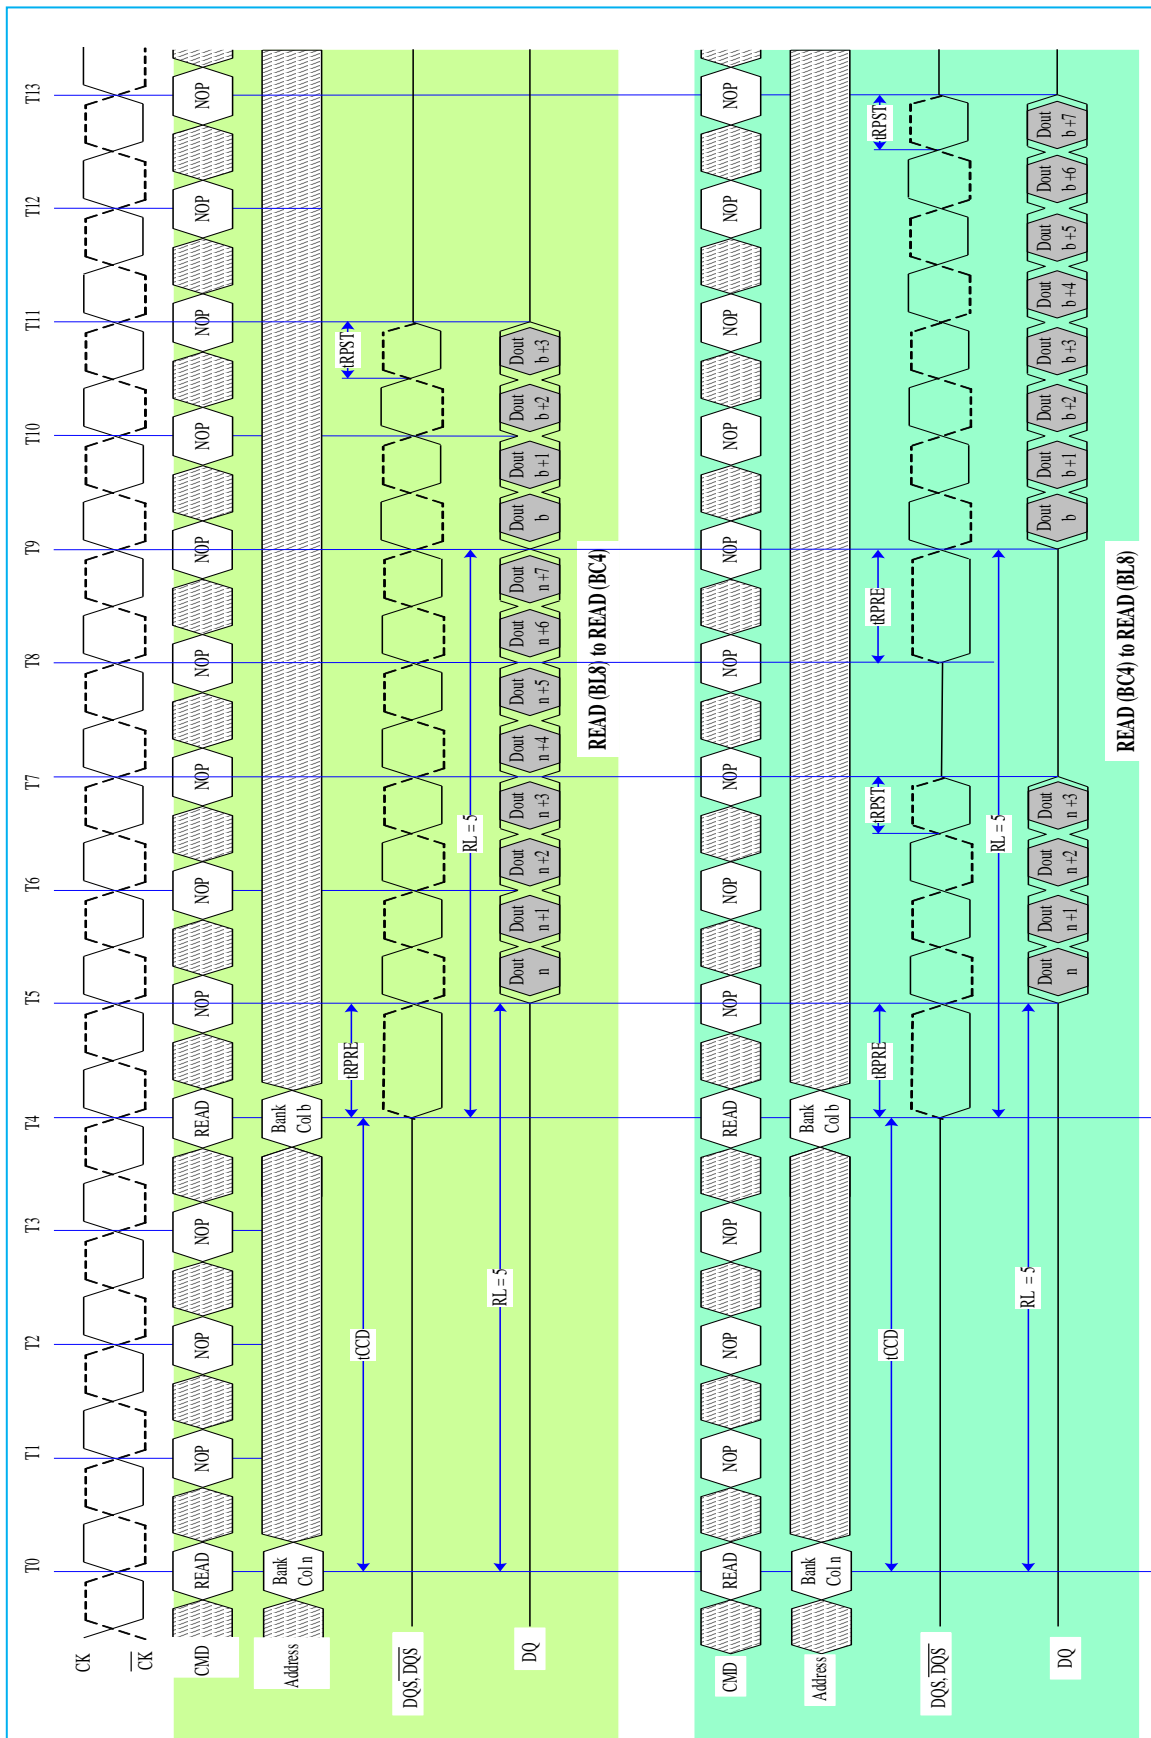 T0 T1 T2 T3 T4 T5 T6 T7 T8 T9 T10 T11 T12 T13
CK
CK
CMD READ NOP NOP NOP READ NOP NOP NOP NOP NOP NOP NOP NOP NOP
Address Bank Col n Bank Col b
tRPRE tRPST
tCCD
DQS, DQS
RL = 5
RL = 5
DQ Dout n Dout n+1 Dout n+2 Dout n+3 Dout n+4 Dout n+5 Dout n+6 Dout n+7 Dout b Dout b+1 Dout b+2 Dout b+3
READ (BL8) to READ (BC4)
CMD READ NOP NOP NOP READ NOP NOP NOP NOP NOP NOP NOP NOP NOP
Address Bank Col n Bank Col b
tRPRE tRPST tRPRE tRPST
tCCD
DQS, DQS
RL = 5
RL = 5
DQ Dout n Dout n+1 Dout n+2 Dout n+3 Dout b Dout b+1 Dout b+2 Dout b+3 Dout b+4 Dout b+5 Dout b+6 Dout b+7
READ (BC4) to READ (BL8)